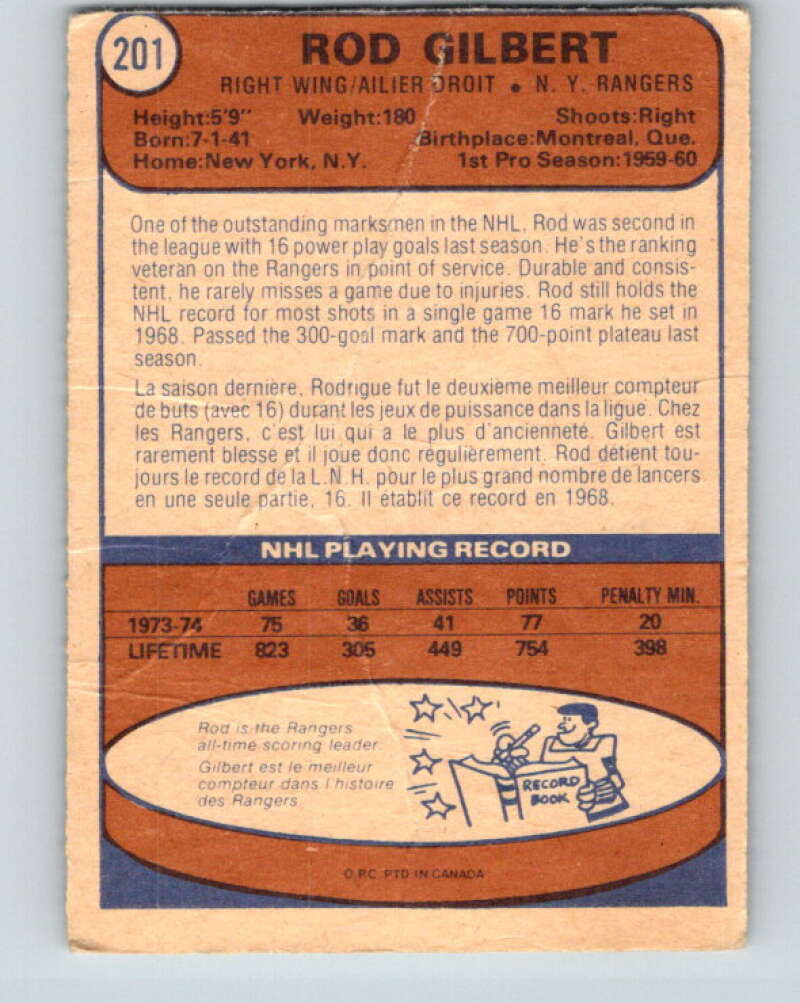 201
ROD GILBERT
RIGHT WING/AILIER DROIT • N. Y. RANGERS
Height:5'9" Weight:180 Shoots:Right
Born:7-1-41 Birthplace:Montreal, Que.
Home:New York, N.Y. 1st Pro Season:1959-60
One of the outstanding marksmen in the NHL, Rod was second in
the league with 16 power play goals last season. He's the ranking
veteran on the Rangers in point of service. Durable and consis-
tent, he rarely misses a game due to injuries. Rod still holds the
NHL record for most shots in a single game 16 mark he set in
1968. Passed the 300-goal mark and the 700-point plateau last
season.
La saison dernière, Rodrigue fut le deuxième meilleur compteur
de buts (avec 16) durant les jeux de puissance dans la ligue. Chez
les Rangers, c'est lui qui a le plus d'ancienneté. Gilbert est
rarement blessé et il joue donc régulièrement. Rod détient tou-
jours le record de la L.N.H. pour le plus grand nombre de lancers
en une seule partie, 16. Il établit ce record en 1968.
NHL PLAYING RECORD
GAMES GOALS ASSISTS POINTS PENALTY MIN.
1973-74 75 36 41 77 20
LIFETIME 823 305 449 754 398
Rod is the Rangers
all-time scoring leader.
Gilbert est le meilleur
compteur dans l'histoire
des Rangers.
RECORD
BOOK
O.P.C. PTD IN CANADA